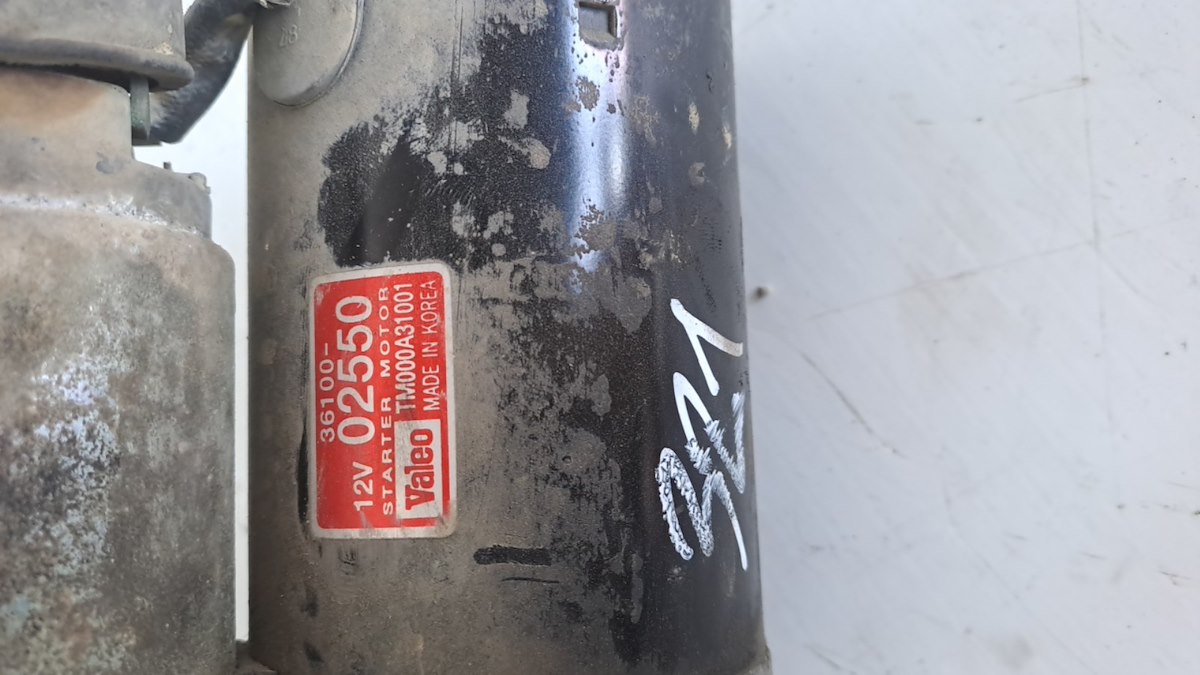 36100-
12V 02550
STARTER MOTOR
Valeo TM000A31001
MADE IN KOREA